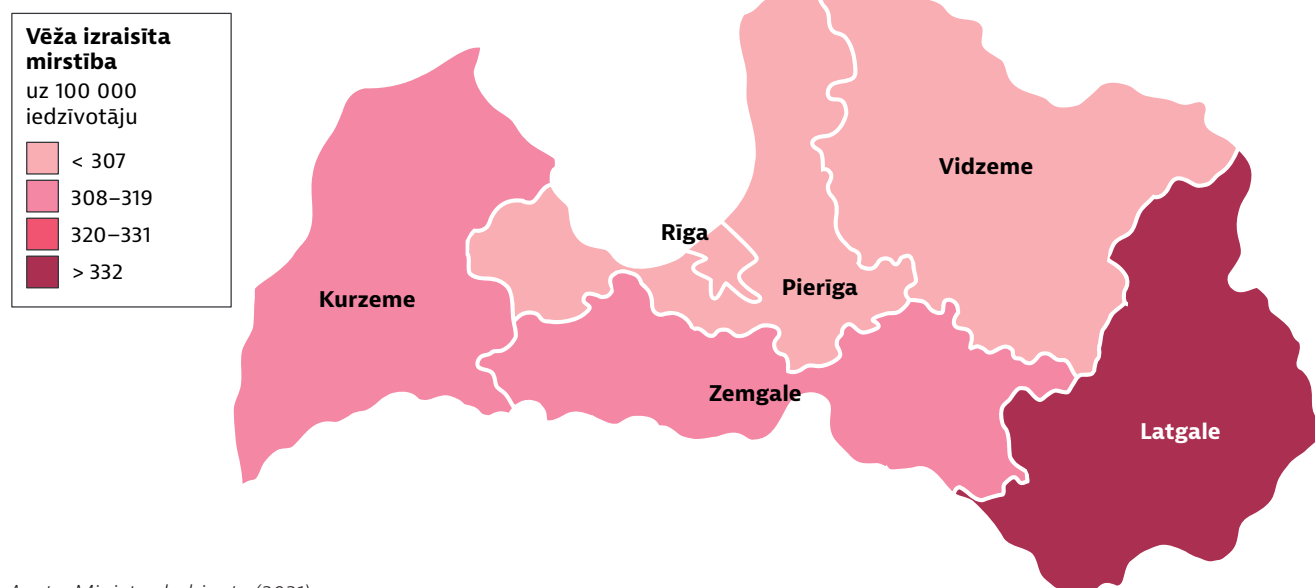 Vēža izraisīta
mirstība
uz 100 000
iedzīvotāju
< 307
308–319
320–331
> 332
Vidzeme
Rīga
Pierīga
Kurzeme
Zemgale
Latgale